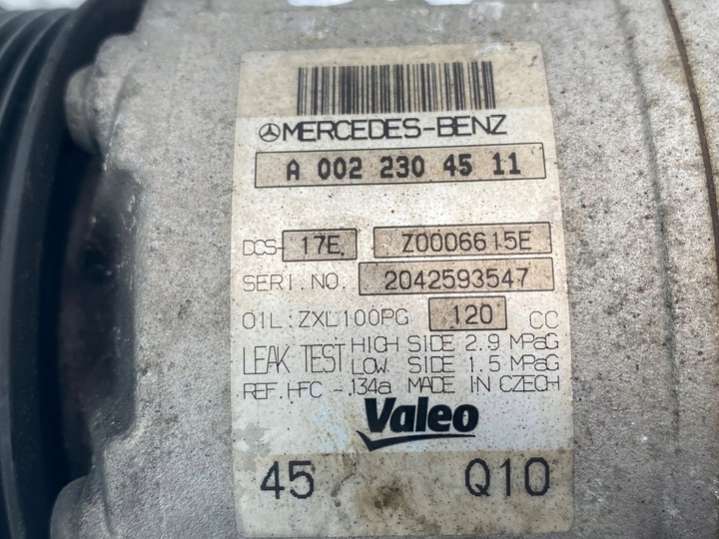 MERCEDES-BENZ
A 002 230 45 11
DCS- 17E. Z0006615E
SERI.NO. 2042593547
OIL: ZXL100PG 120 CC
LEAK TEST HIGH SIDE 2.9 MPaG
LOW SIDE 1.5 MPaG
REF. HFC -.134a MADE IN CZECH
Valeo
45 Q10